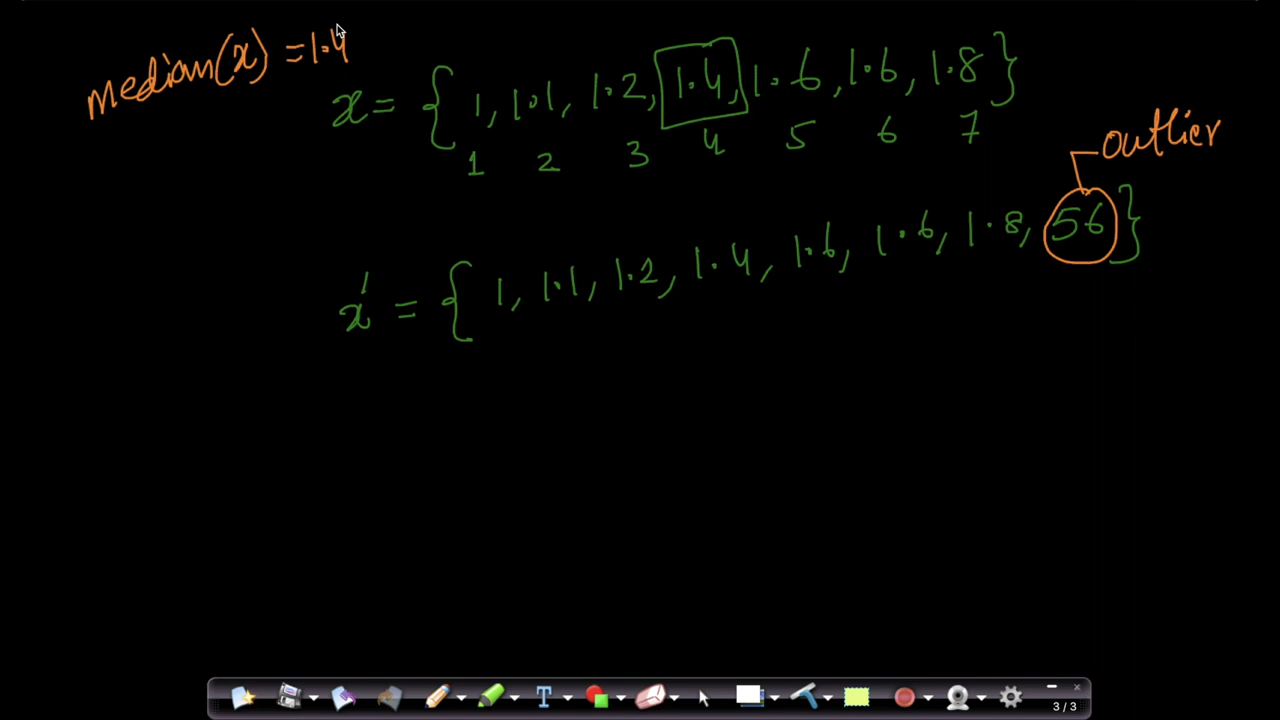 median(x) = 1.4
x = { 1, 1.1, 1.2, 1.4, 1.6, 1.6, 1.8 }
1 2 3 4 5 6 7
outlier
x' = { 1, 1.1, 1.2, 1.4, 1.6, 1.6, 1.8, 56 }
T
3 / 3